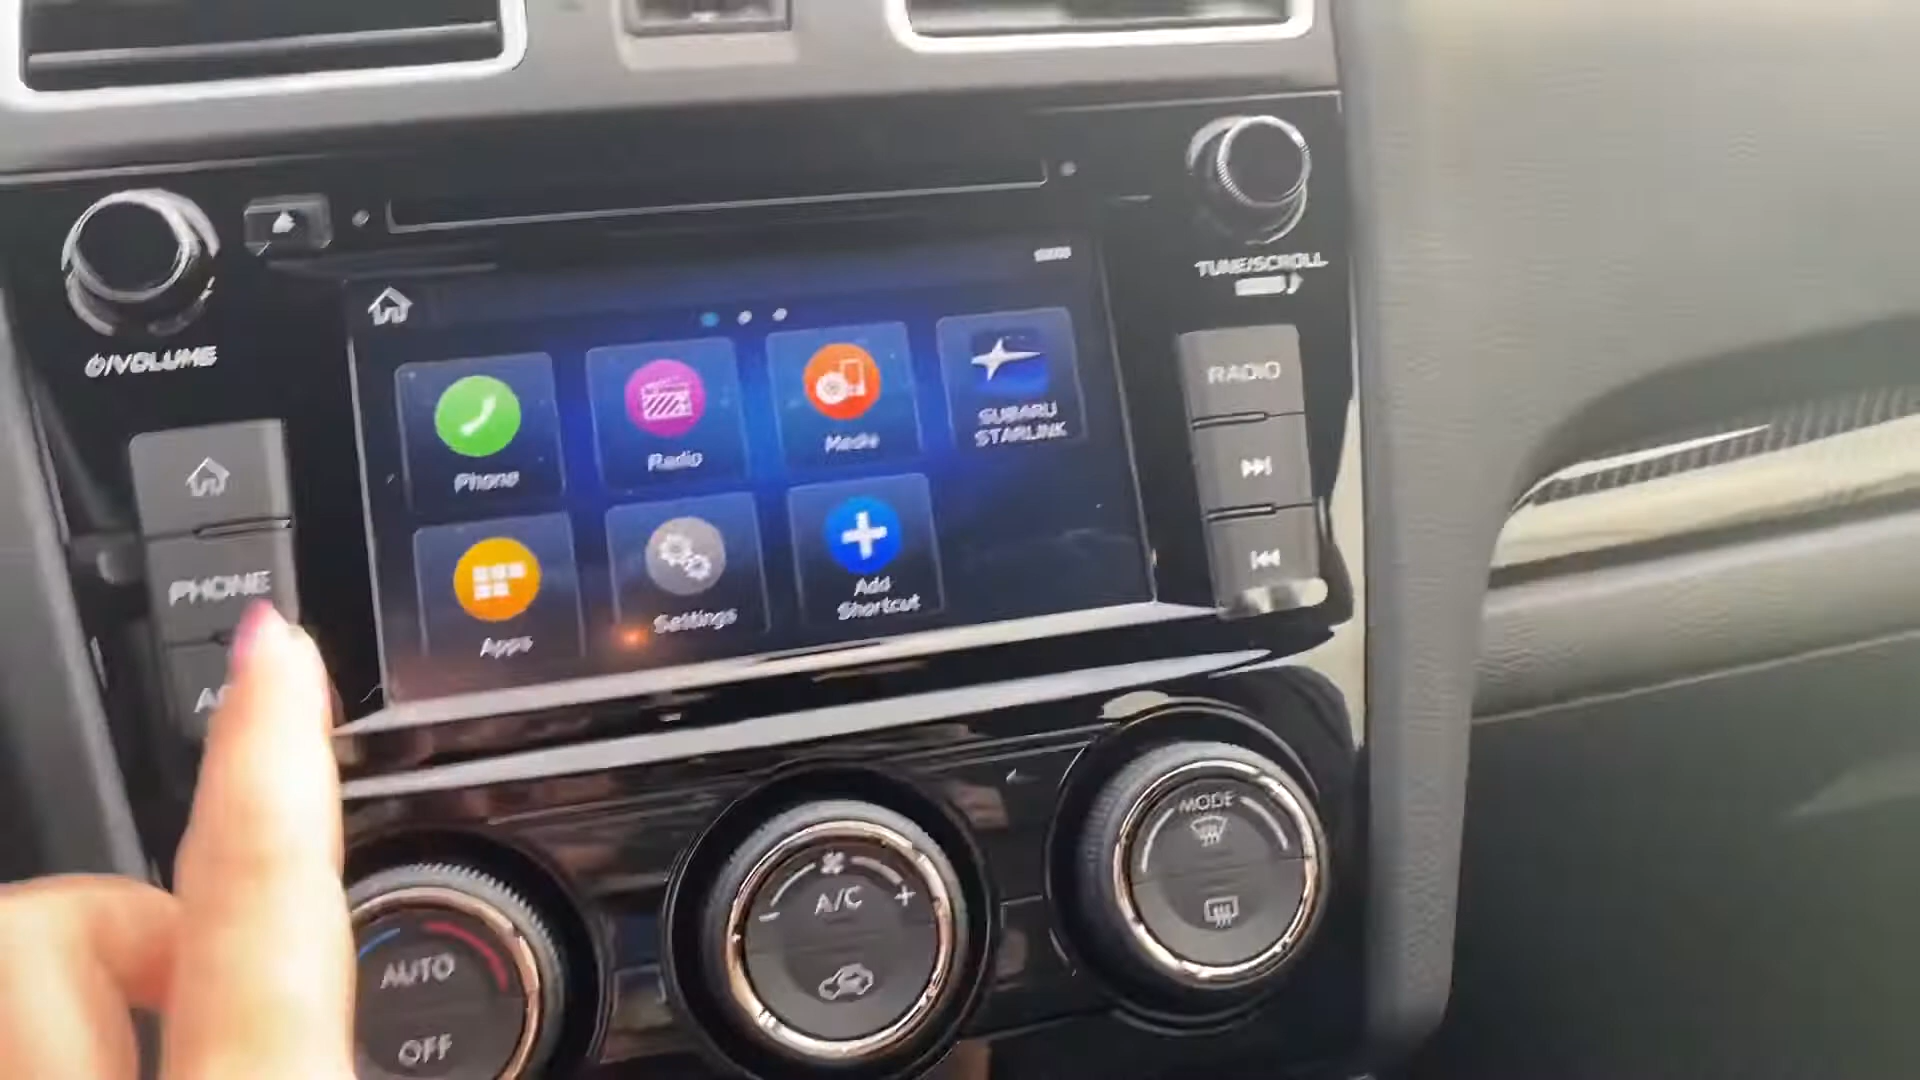 ⏻/VOLUME
TUNE/SCROLL
RADIO
PHONE
Phone
Radio
Media
SUBARU
STARLINK
Apps
Settings
Add
Shortcut
MODE
A/C
AUTO
OFF